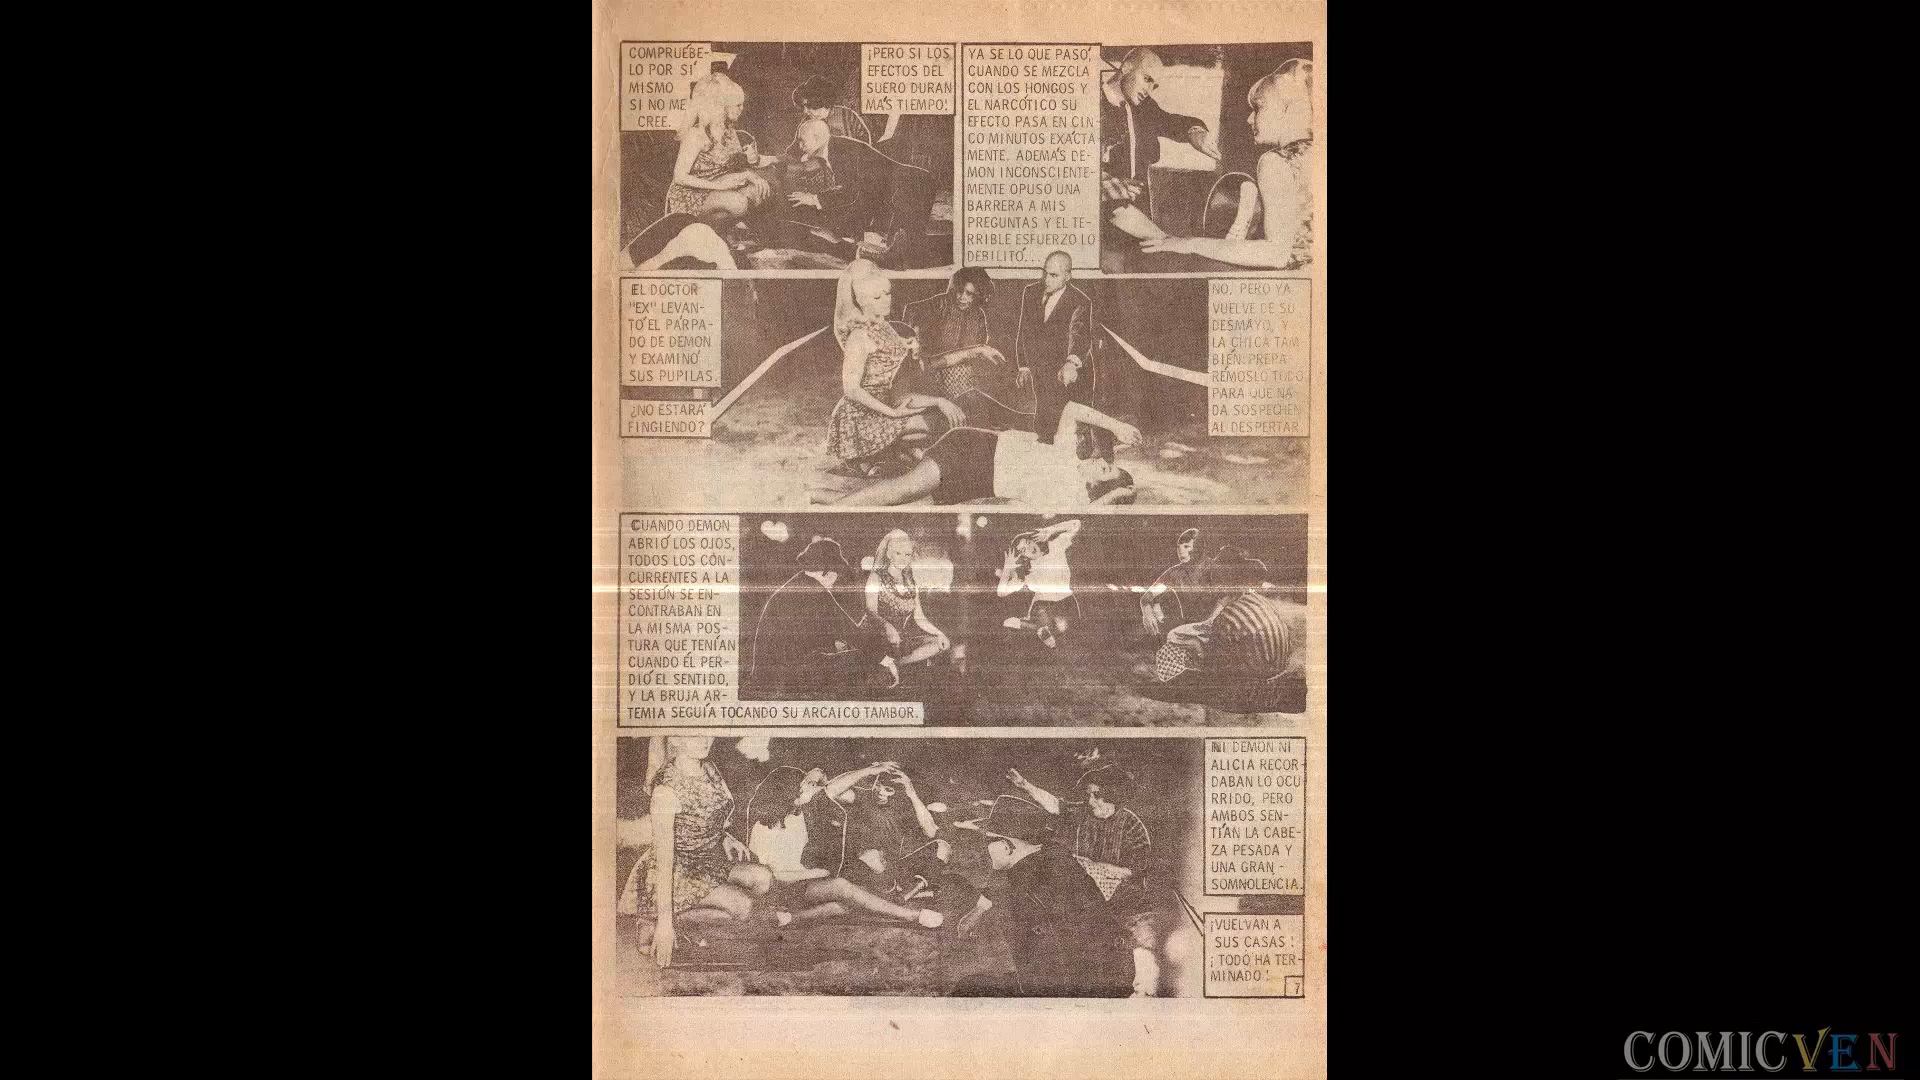 COMPRUÉBE-
LO POR SÍ
MISMO
SI NO ME
CREE.
¡PERO SI LOS
EFECTOS DEL
SUERO DURAN
MÁS TIEMPO!
YA SE LO QUE PASÓ,
CUANDO SE MEZCLA
CON LOS HONGOS Y
EL NARCÓTICO SU
EFECTO PASA EN CIN
CO MINUTOS EXACTA
MENTE. ADEMÁS DE-
MON INCONSCIENTE-
MENTE OPUSO UNA
BARRERA A MIS
PREGUNTAS Y EL TE-
RRIBLE ESFUERZO LO
DEBILITÓ...
EL DOCTOR
"EX" LEVAN-
TÓ EL PÁRPA-
DO DE DEMON
Y EXAMINÓ
SUS PUPILAS.
¿NO ESTARÁ
FINGIENDO?
NO, PERO YA
VUELVE DE SU
DESMAYO, Y
LA CHICA TAM
BIÉN. PREPA-
RÉMOSLO TODO
PARA QUE NA-
DA SOSPECHEN
AL DESPERTAR.
CUANDO DEMON
ABRIÓ LOS OJOS,
TODOS LOS CON-
CURRENTES A LA
SESIÓN SE EN-
CONTRABAN EN
LA MISMA POS-
TURA QUE TENÍAN
CUANDO ÉL PER-
DIÓ EL SENTIDO,
Y LA BRUJA AR-
TEMIA SEGUÍA TOCANDO SU ARCAICO TAMBOR.
NI DEMON NI
ALICIA RECOR-
DABAN LO OCU
RRIDO, PERO
AMBOS SEN-
TÍAN LA CABE-
ZA PESADA Y
UNA GRAN -
SOMNOLENCIA.
¡VUELVAN A
SUS CASAS!
¡TODO HA TER-
MINADO!
7
COMICVEN